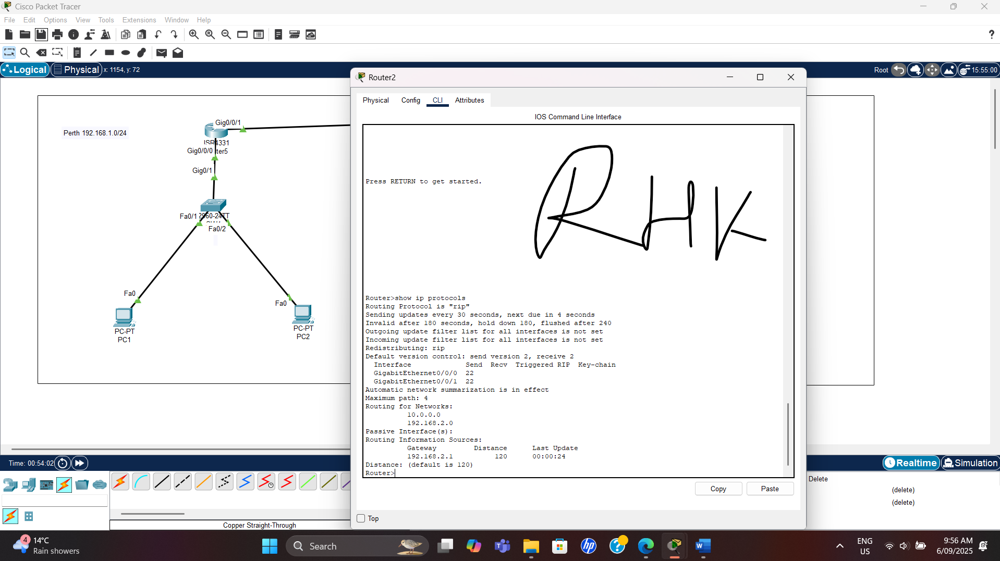 Cisco Packet Tracer
File Edit Options View Tools Extensions Window Help
?
Logical Physical x: 1154, y: 72
Root 15:55:00
Perth 192.168.1.0/24
Gig0/0/1
ISR4331
Gig0/0/0 ter5
Gig0/1
2960-24TT
Fa0/1
Fa0/2
Fa0
PC-PT
PC1
Fa0
PC-PT
PC2
Router2
Physical Config CLI Attributes
IOS Command Line Interface
RHK
Press RETURN to get started.
Router>show ip protocols
Routing Protocol is "rip"
Sending updates every 30 seconds, next due in 4 seconds
Invalid after 180 seconds, hold down 180, flushed after 240
Outgoing update filter list for all interfaces is not set
Incoming update filter list for all interfaces is not set
Redistributing: rip
Default version control: send version 2, receive 2
Interface Send Recv Triggered RIP Key-chain
GigabitEthernet0/0/0 22
GigabitEthernet0/0/1 22
Automatic network summarization is in effect
Maximum path: 4
Routing for Networks:
10.0.0.0
192.168.2.0
Passive Interface(s):
Routing Information Sources:
Gateway Distance Last Update
192.168.2.1 120 00:00:24
Distance: (default is 120)
Router>
Copy Paste
Top
Time: 00:54:02
Realtime Simulation
Delete
(delete)
(delete)
Copper Straight-Through
4
14°C
Rain showers
Search
ENG
US
9:56 AM
6/09/2025